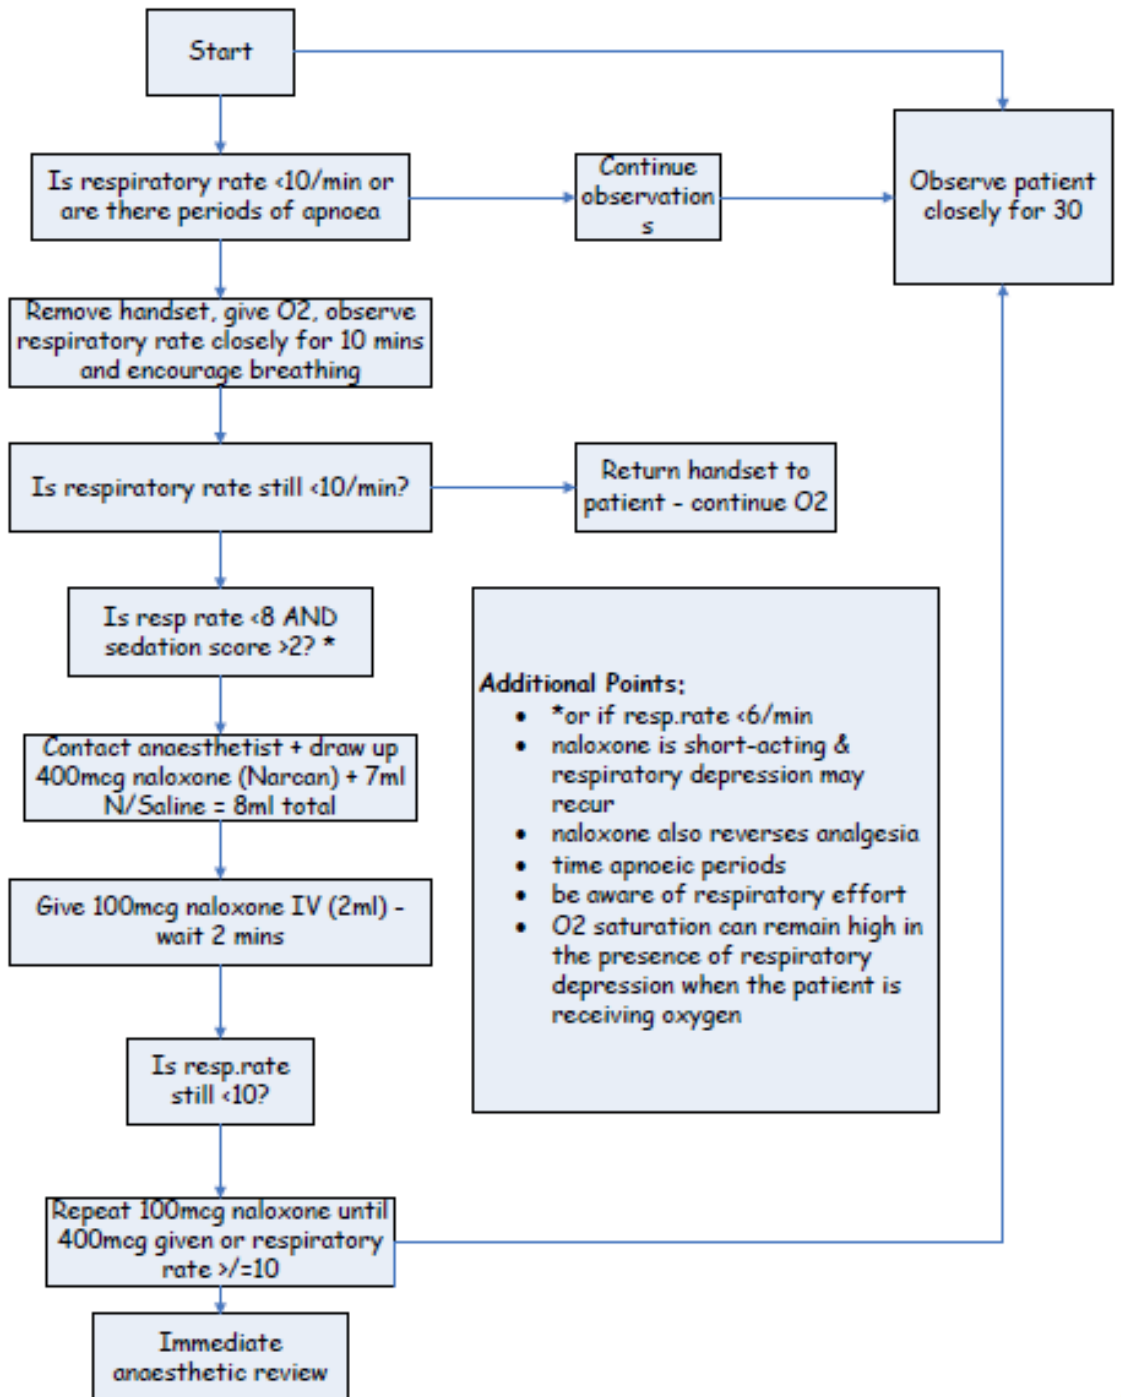 Start
Is respiratory rate <10/min or
are there periods of apnoea
Continue
observation
s
Observe patient
closely for 30
Remove handset, give O2, observe
respiratory rate closely for 10 mins
and encourage breathing
Is respiratory rate still <10/min?
Return handset to
patient - continue O2
Is resp rate <8 AND
sedation score >2? *
Contact anaesthetist + draw up
400mcg naloxone (Narcan) + 7ml
N/Saline = 8ml total
Give 100mcg naloxone IV (2ml) -
wait 2 mins
Is resp.rate
still <10?
Repeat 100mcg naloxone until
400mcg given or respiratory
rate >/=10
Immediate
anaesthetic review
Additional Points:
• *or if resp.rate <6/min
• naloxone is short-acting &
respiratory depression may
recur
• naloxone also reverses analgesia
• time apnoeic periods
• be aware of respiratory effort
• O2 saturation can remain high in
the presence of respiratory
depression when the patient is
receiving oxygen